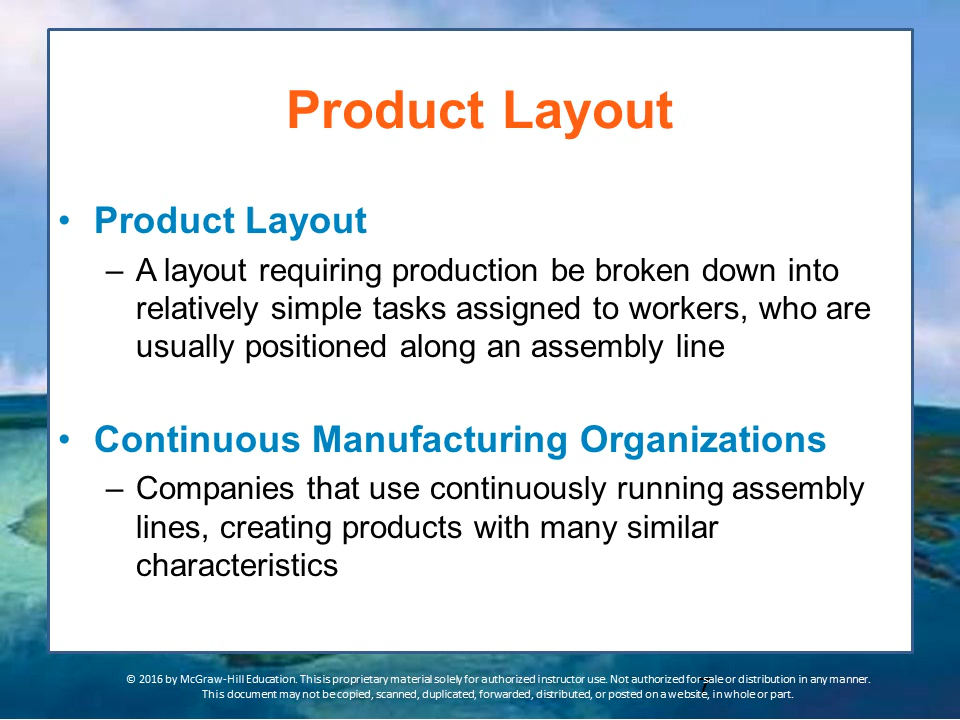 Product Layout
• Product Layout
– A layout requiring production be broken down into
relatively simple tasks assigned to workers, who are
usually positioned along an assembly line
• Continuous Manufacturing Organizations
– Companies that use continuously running assembly
lines, creating products with many similar
characteristics
© 2016 by McGraw-Hill Education. This is proprietary material solely for authorized instructor use. Not authorized for sale or distribution in any manner.
This document may not be copied, scanned, duplicated, forwarded, distributed, or posted on a website, in whole or part.